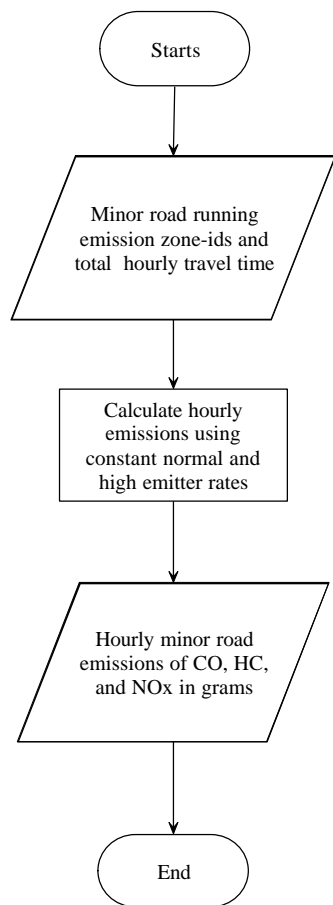 Starts
Minor road running
emission zone-ids and
total hourly travel time
Calculate hourly
emissions using
constant normal and
high emitter rates
Hourly minor road
emissions of CO, HC,
and NOx in grams
End